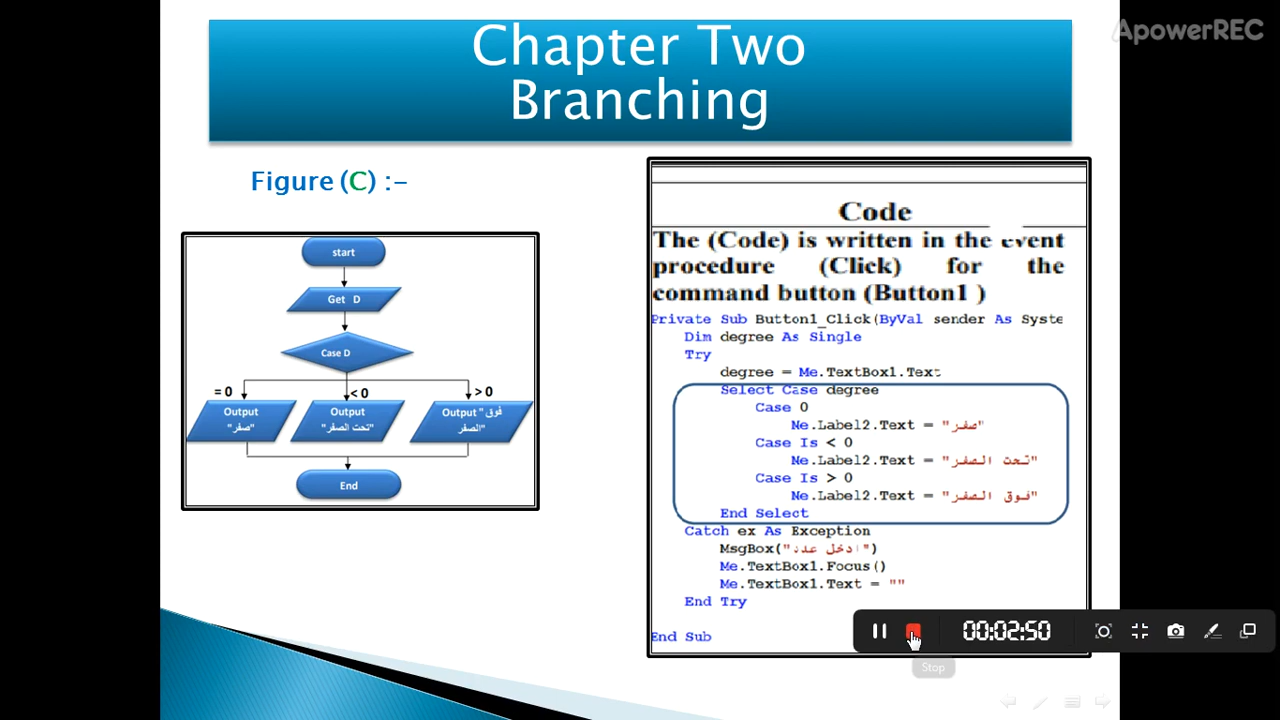 ApowerREC
Chapter Two
Branching
Figure (C) :-
start
Get D
Case D
= 0
< 0
> 0
Output
"صفر"
Output
"تحت الصفر"
Output "فوق
الصفر"
End
Code
The (Code) is written in the event
procedure (Click) for the
command button (Button1 )
Private Sub Button1_Click(ByVal sender As Syste
Dim degree As Single
Try
degree = Me.TextBox1.Text
Select Case degree
Case 0
Me.Label2.Text = "صفر"
Case Is < 0
Me.Label2.Text = "تحت الصفر"
Case Is > 0
Me.Label2.Text = "فوق الصفر"
End Select
Catch ex As Exception
MsgBox("ادخل عدد")
Me.TextBox1.Focus()
Me.TextBox1.Text = ""
End Try
End Sub
00:02:50
Stop